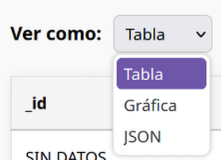 Ver como: Tabla
Tabla
Gráfica
_id
JSON
SIN DATOS